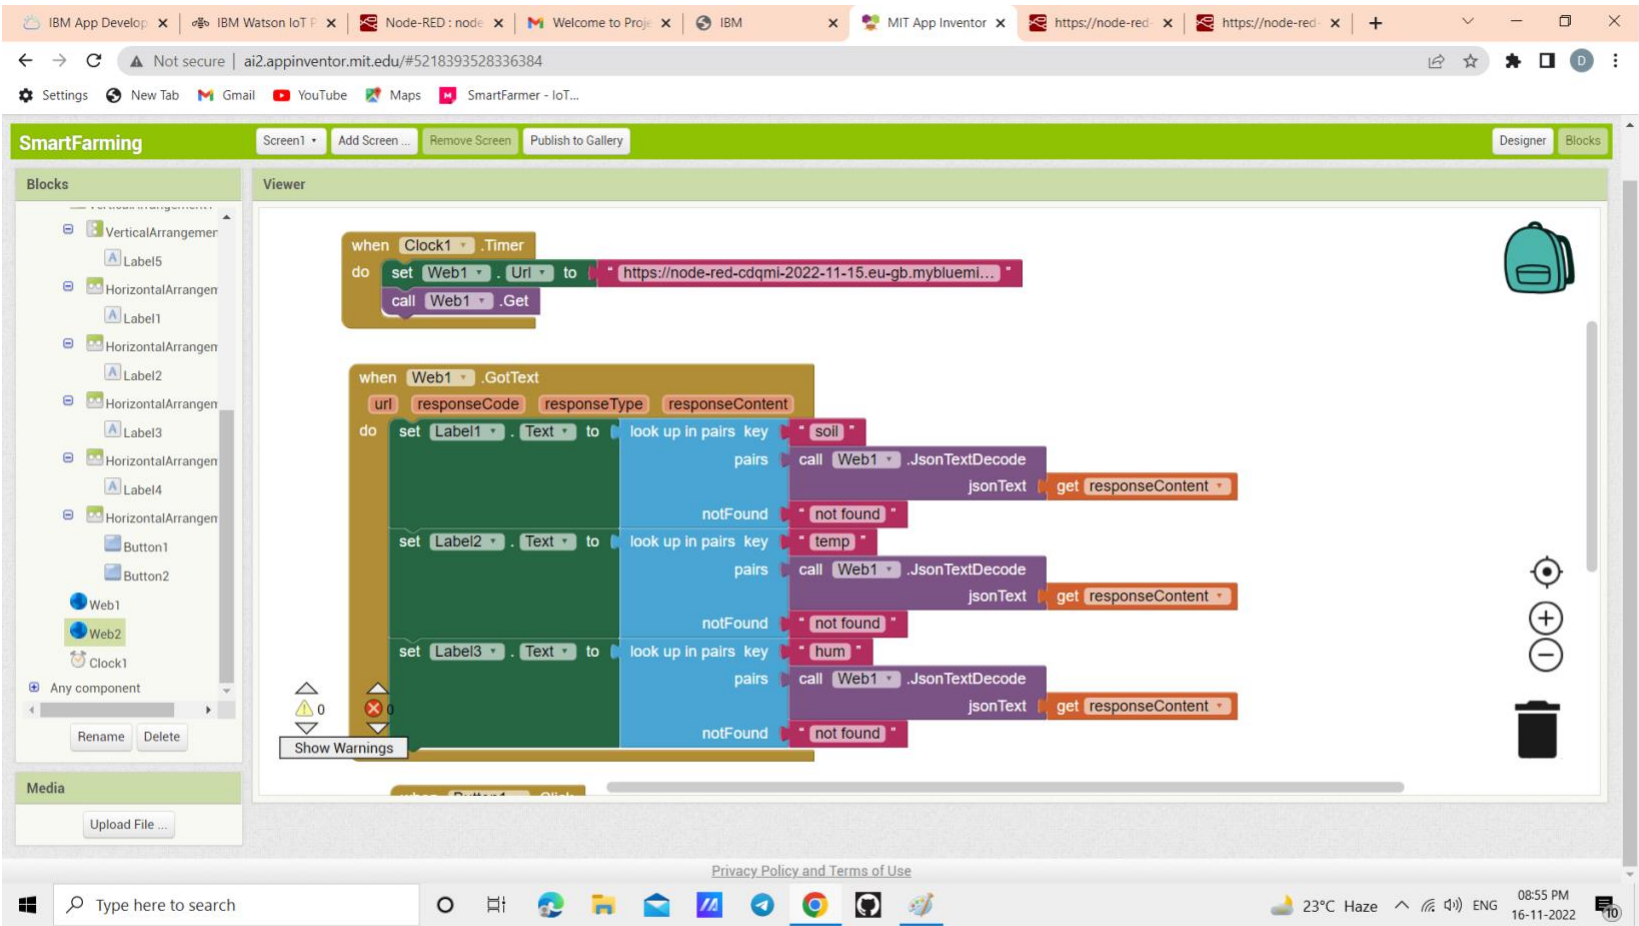 IBM App Develop
IBM Watson IoT P
Node-RED : node
Welcome to Proje
IBM
MIT App Inventor
https://node-red-
https://node-red-
Not secure | ai2.appinventor.mit.edu/#5218393528336384
D
Settings
New Tab
Gmail
YouTube
Maps
SmartFarmer - IoT...
SmartFarming
Screen1
Add Screen ...
Remove Screen
Publish to Gallery
Designer
Blocks
Blocks
Viewer
VerticalArrangemer
Label5
HorizontalArrangem
Label1
HorizontalArrangem
Label2
HorizontalArrangem
Label3
HorizontalArrangem
Label4
HorizontalArrangem
Button1
Button2
Web1
Web2
Clock1
Any component
Rename
Delete
Media
Upload File ...
when Clock1 .Timer
do set Web1 . Url to " https://node-red-cdqmi-2022-11-15.eu-gb.mybluemi... "
call Web1 .Get
when Web1 .GotText
url responseCode responseType responseContent
do set Label1 . Text to look up in pairs key " soil "
pairs call Web1 .JsonTextDecode
jsonText get responseContent
notFound " not found "
set Label2 . Text to look up in pairs key " temp "
pairs call Web1 .JsonTextDecode
jsonText get responseContent
notFound " not found "
set Label3 . Text to look up in pairs key " hum "
pairs call Web1 .JsonTextDecode
jsonText get responseContent
notFound " not found "
0
0
Show Warnings
when Button1 .Click
Privacy Policy and Terms of Use
Type here to search
23°C Haze
ENG
08:55 PM
16-11-2022
10